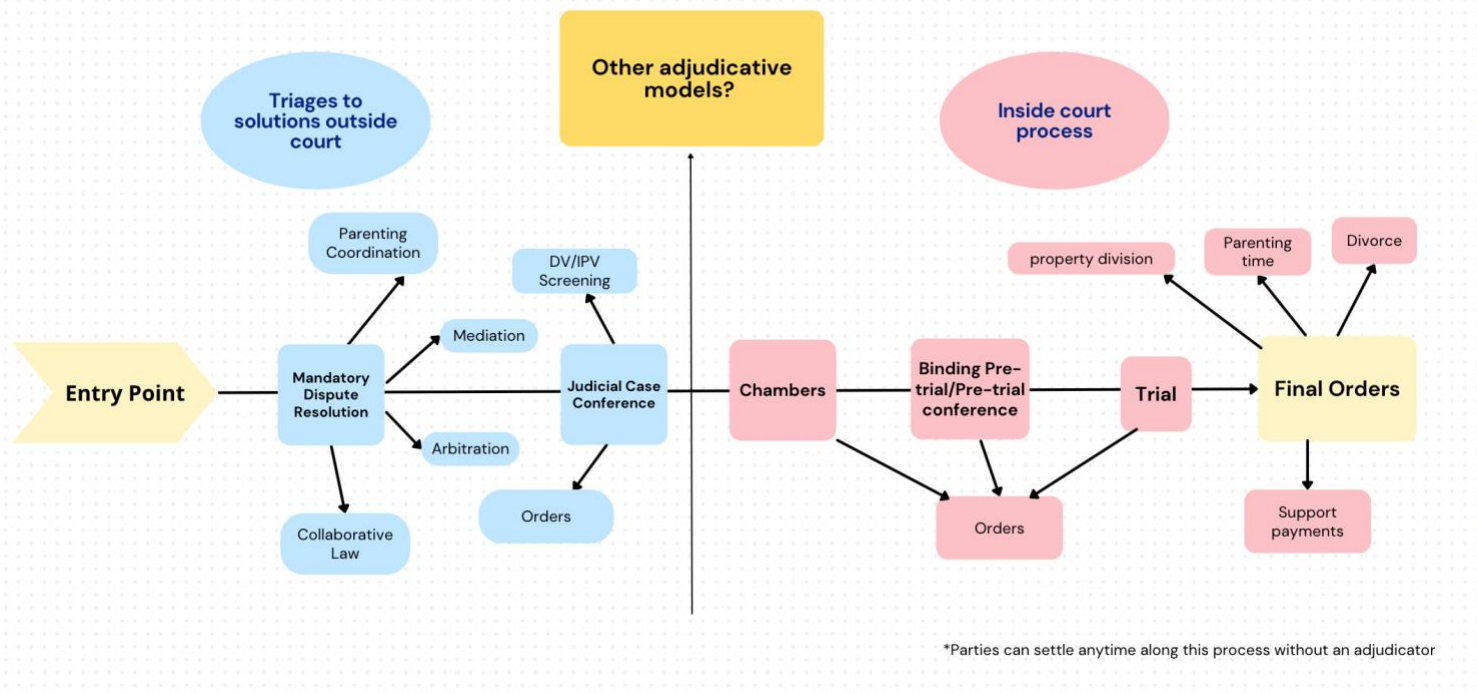 Other adjudicative
models?
Triages to
solutions outside
court
Inside court
process
Parenting
Coordination
DV/IPV
Screening
property division
Parenting
time
Divorce
Mediation
Entry Point
Mandatory
Dispute
Resolution
Judicial Case
Conference
Chambers
Binding Pre-
trial/Pre-trial
conference
Trial
Final Orders
Arbitration
Collaborative
Law
Orders
Orders
Support
payments
*Parties can settle anytime along this process without an adjudicator